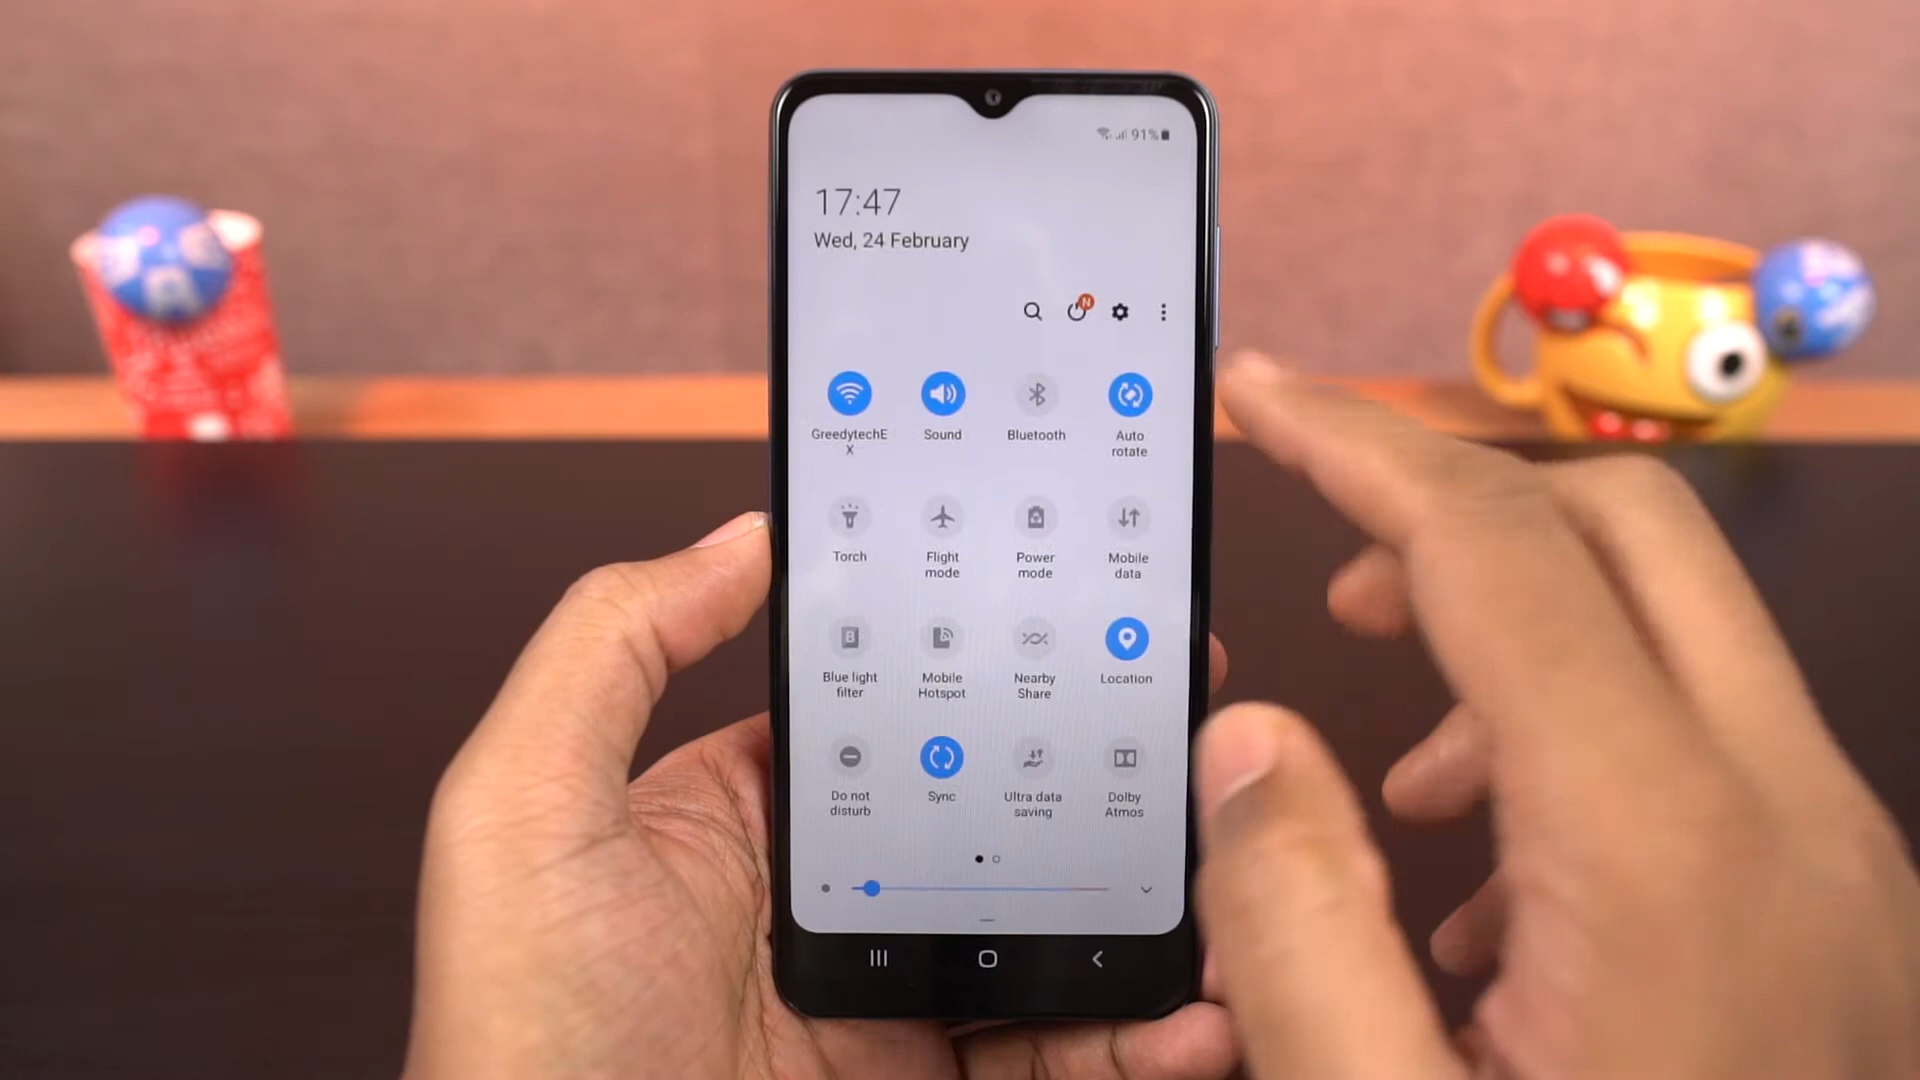 91%
17:47
Wed, 24 February
N
GreedytechE
X
Sound
Bluetooth
Auto
rotate
Torch
Flight
mode
Power
mode
Mobile
data
B
Blue light
filter
Mobile
Hotspot
Nearby
Share
Location
Do not
disturb
Sync
Ultra data
saving
Dolby
Atmos